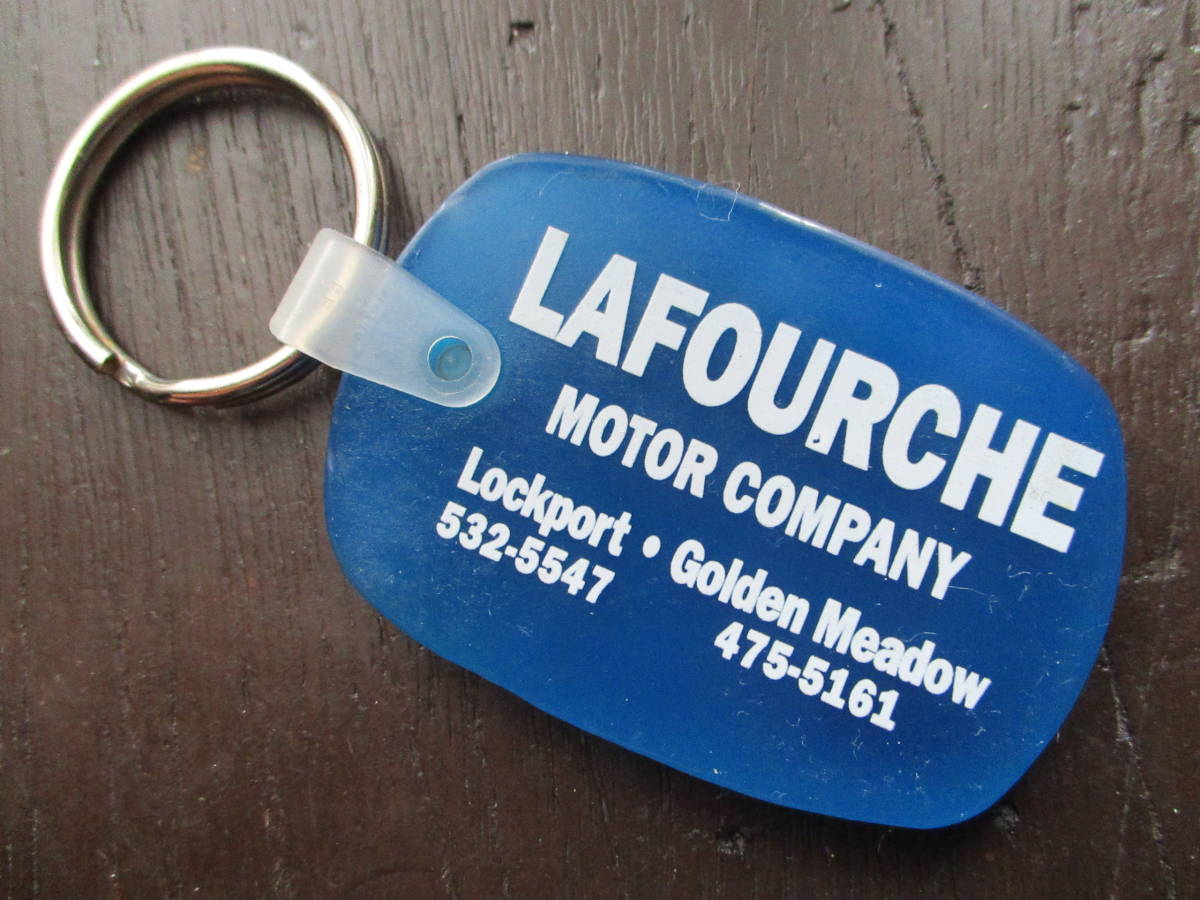 LAFOURCHE
MOTOR COMPANY
Lockport • Golden Meadow
532-5547 475-5161